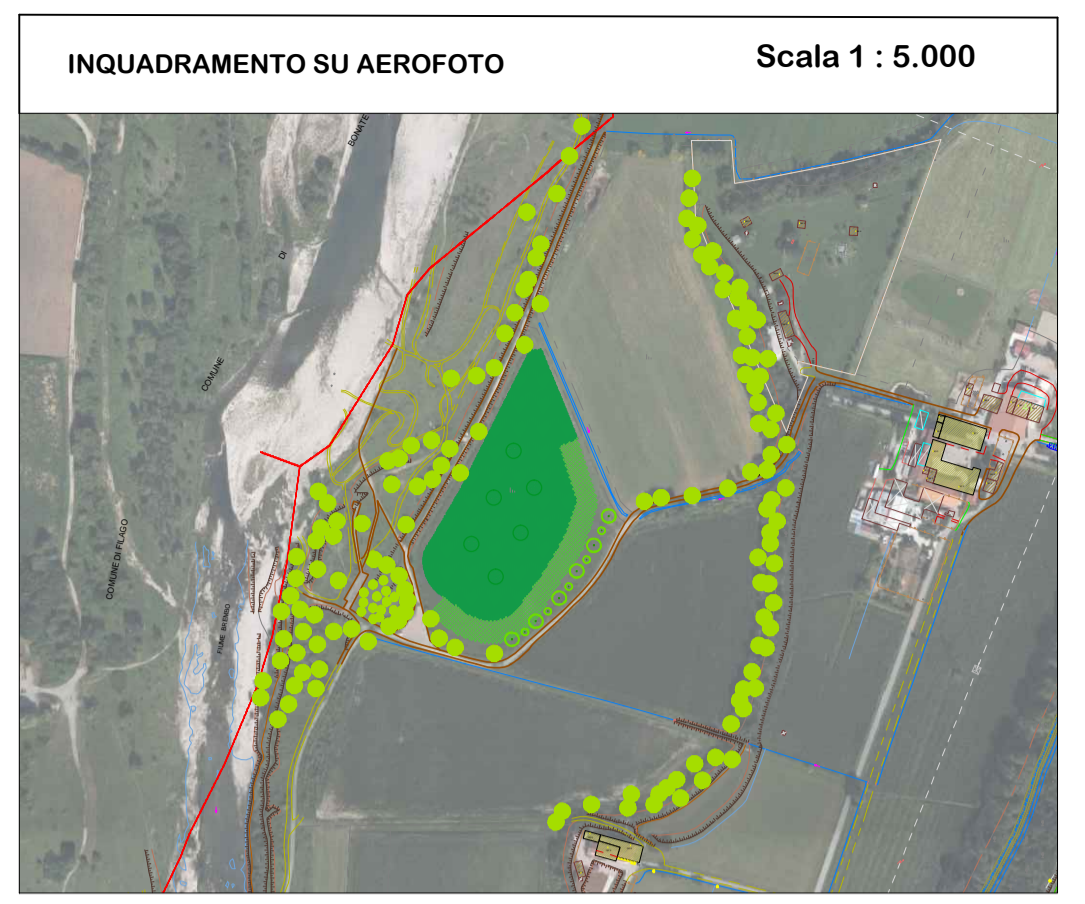 INQUADRAMENTO SU AEROFOTO
Scala 1 : 5.000
BONATE
DI
COMUNE
COMUNE DI FILAGO
FIUME BREMBO